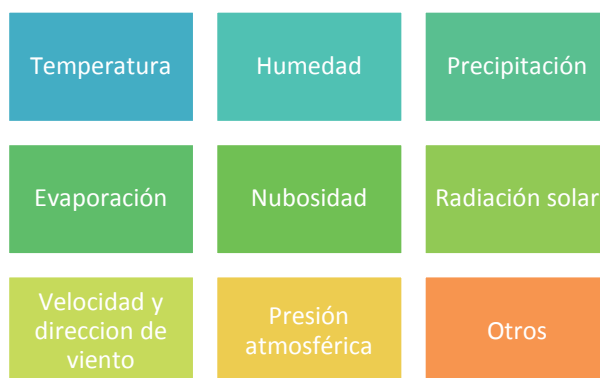 Temperatura
Humedad
Precipitación
Evaporación
Nubosidad
Radiación solar
Velocidad y
direccion de
viento
Presión
atmosférica
Otros